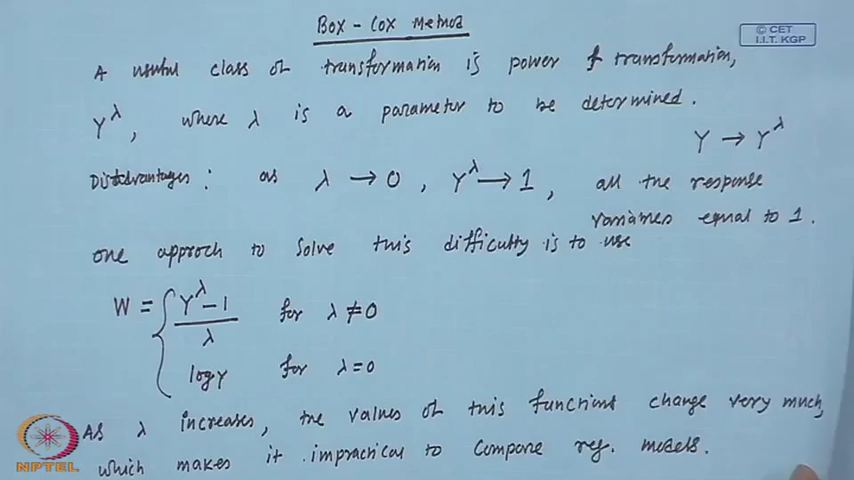 Box - Cox Method
© CET
I.I.T. KGP
A useful class of transformation is power transformation,
Y^λ, where λ is a parameter to be determined.
Y → Y^λ
Disadvantages: as λ → 0, Y^λ → 1, all the response
variables equal to 1.
one approch to solve this difficulty is to use
W = { (Y^λ - 1)/λ for λ ≠ 0
log Y for λ = 0
As λ increases, the values of this functions change very much,
which makes it impractical to compare reg. models.
NPTEL